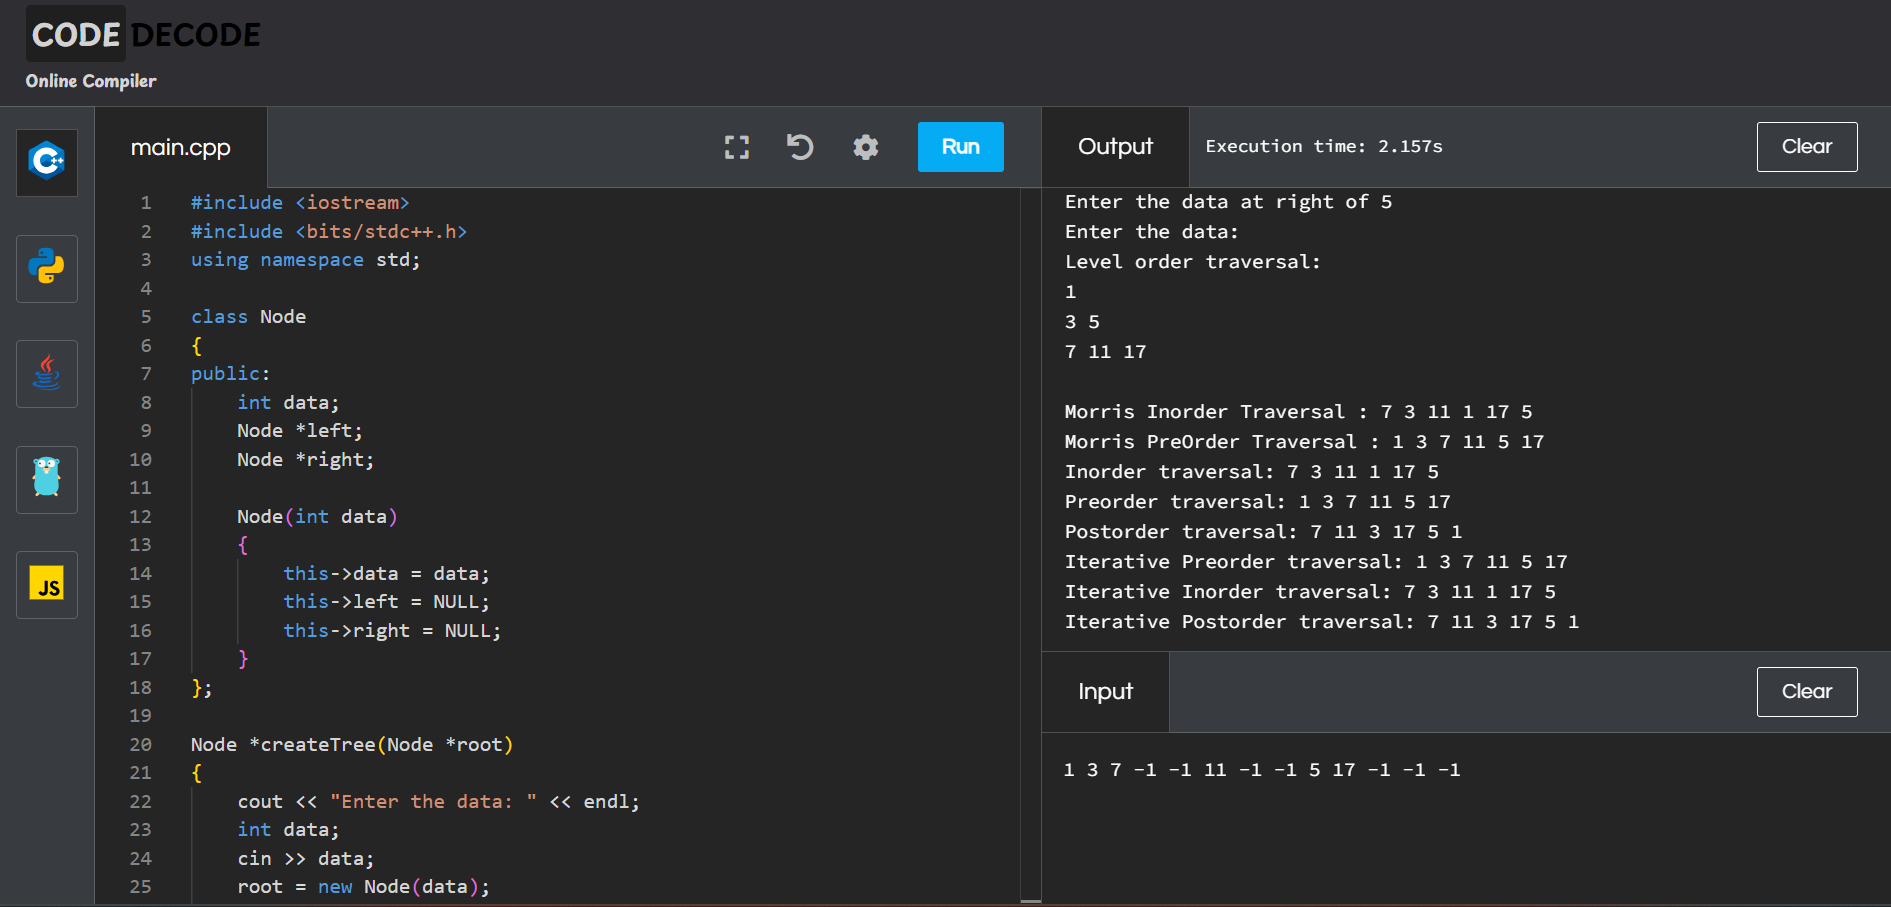 CODE DECODE
Online Compiler
main.cpp
Run
1 #include <iostream>
2 #include <bits/stdc++.h>
3 using namespace std;
4
5 class Node
6 {
7 public:
8     int data;
9     Node *left;
10     Node *right;
11
12     Node(int data)
13     {
14         this->data = data;
15         this->left = NULL;
16         this->right = NULL;
17     }
18 };
19
20 Node *createTree(Node *root)
21 {
22     cout << "Enter the data: " << endl;
23     int data;
24     cin >> data;
25     root = new Node(data);
Output
Execution time: 2.157s
Clear
Enter the data at right of 5
Enter the data:
Level order traversal:
1
3 5
7 11 17
Morris Inorder Traversal : 7 3 11 1 17 5
Morris PreOrder Traversal : 1 3 7 11 5 17
Inorder traversal: 7 3 11 1 17 5
Preorder traversal: 1 3 7 11 5 17
Postorder traversal: 7 11 3 17 5 1
Iterative Preorder traversal: 1 3 7 11 5 17
Iterative Inorder traversal: 7 3 11 1 17 5
Iterative Postorder traversal: 7 11 3 17 5 1
Input
Clear
1 3 7 -1 -1 11 -1 -1 5 17 -1 -1 -1
C++
JS